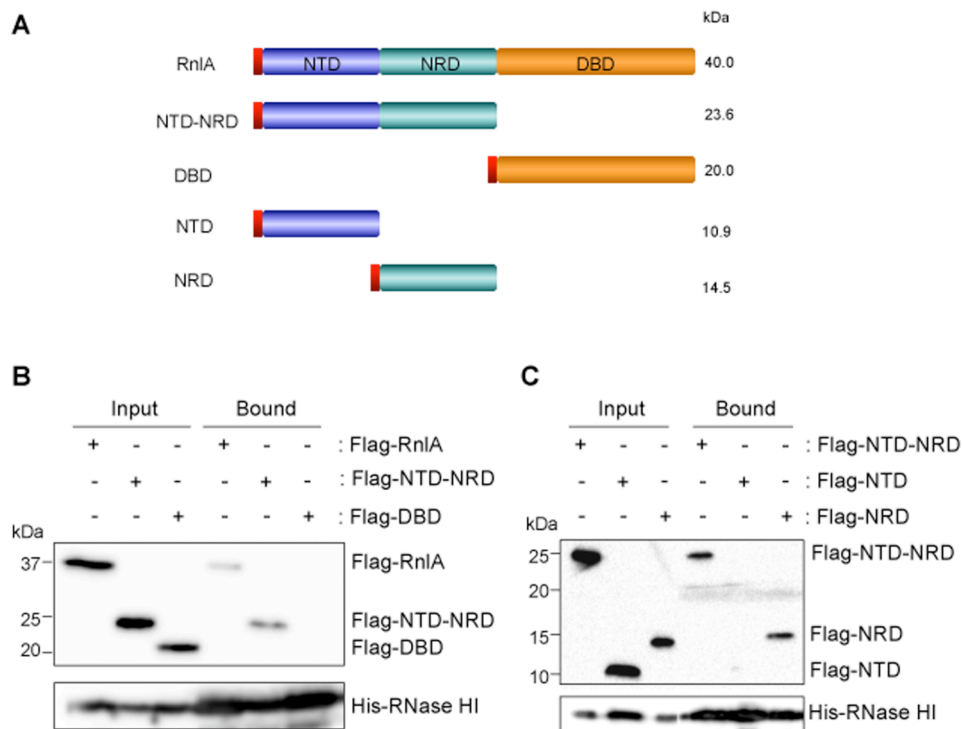 A
kDa
RnlA NTD NRD DBD 40.0
NTD-NRD 23.6
DBD 20.0
NTD 10.9
NRD 14.5
B
Input Bound
+ - - + - - : Flag-RnlA
- + - - + - : Flag-NTD-NRD
- - + - - + : Flag-DBD
kDa
37 Flag-RnlA
25 Flag-NTD-NRD
20 Flag-DBD
His-RNase HI
C
Input Bound
+ - - + - - : Flag-NTD-NRD
- + - - + - : Flag-NTD
- - + - - + : Flag-NRD
kDa
25 Flag-NTD-NRD
20
15 Flag-NRD
10 Flag-NTD
His-RNase HI